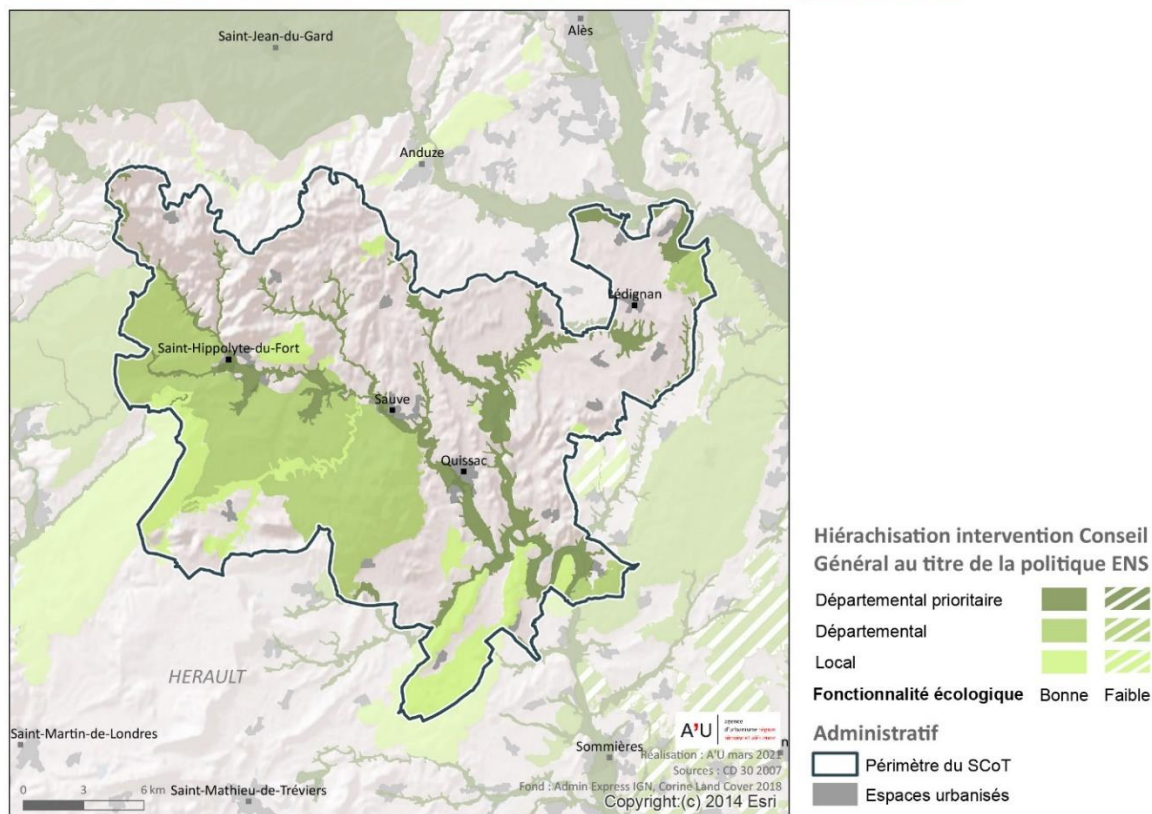 Saint-Jean-du-Gard
Alès
Anduze
Lédignan
Saint-Hippolyte-du-Fort
Sauve
Quissac
HERAULT
Saint-Martin-de-Londres
Sommières
Saint-Mathieu-de-Tréviers
0 3 6 km
A'U
agence
d'urbanisme région
Réalisation : A'U mars 2021
Sources : CD 30 2007
Fond : Admin Express IGN, Corine Land Cover 2018
Copyright:(c) 2014 Esri
Hiérachisation intervention Conseil
Général au titre de la politique ENS
Départemental prioritaire
Départemental
Local
Fonctionnalité écologique Bonne Faible
Administratif
Périmètre du SCoT
Espaces urbanisés